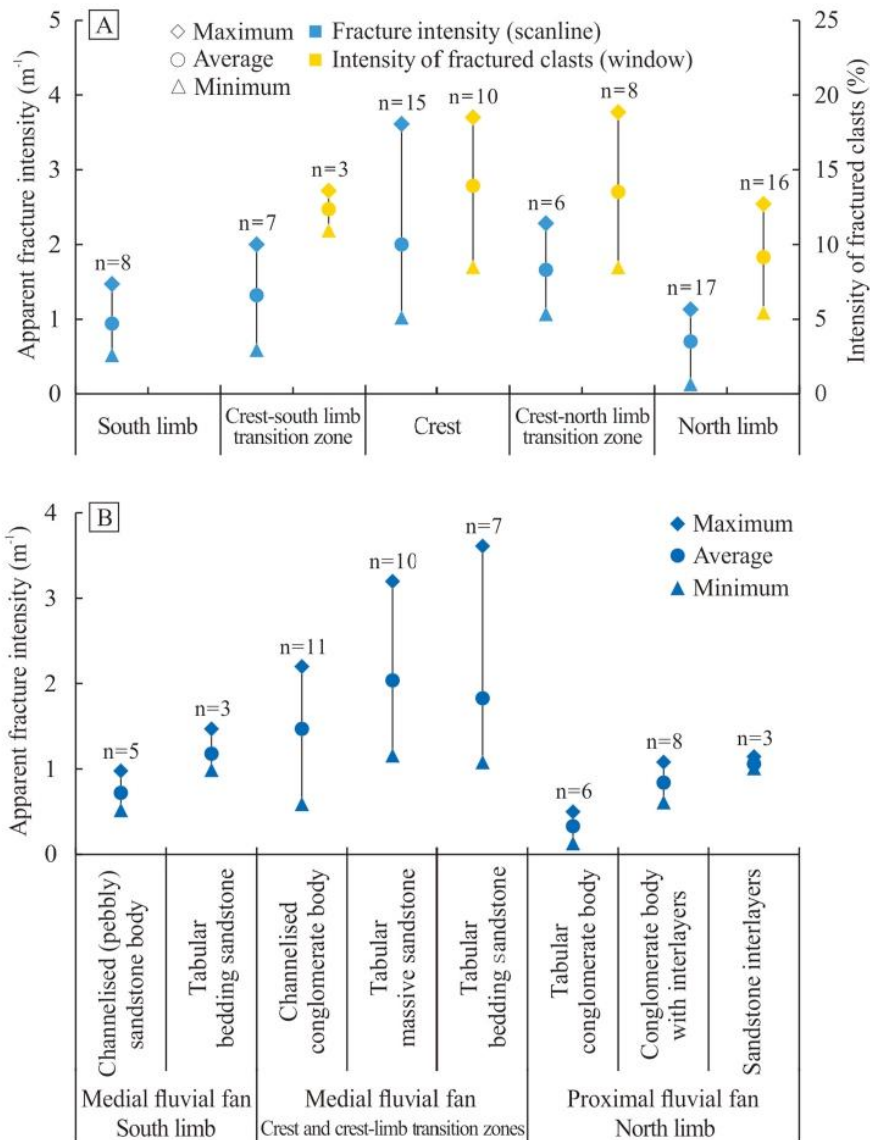 A
Maximum
Average
Minimum
Fracture intensity (scanline)
Intensity of fractured clasts (window)
Apparent fracture intensity (m⁻¹)
5
4
3
2
1
0
Intensity of fractured clasts (%)
25
20
15
10
5
0
n=8
n=7
n=3
n=15
n=10
n=6
n=8
n=17
n=16
South limb
Crest-south limb
transition zone
Crest
Crest-north limb
transition zone
North limb
B
Maximum
Average
Minimum
Apparent fracture intensity (m⁻¹)
4
3
2
1
0
n=5
n=3
n=11
n=10
n=7
n=6
n=8
n=3
Channelised (pebbly)
sandstone body
Tabular
bedding sandstone
Channelised
conglomerate body
Tabular
massive sandstone
Tabular
bedding sandstone
Tabular
conglomerate body
Conglomerate body
with interlayers
Sandstone interlayers
Medial fluvial fan
South limb
Medial fluvial fan
Crest and crest-limb transition zones
Proximal fluvial fan
North limb